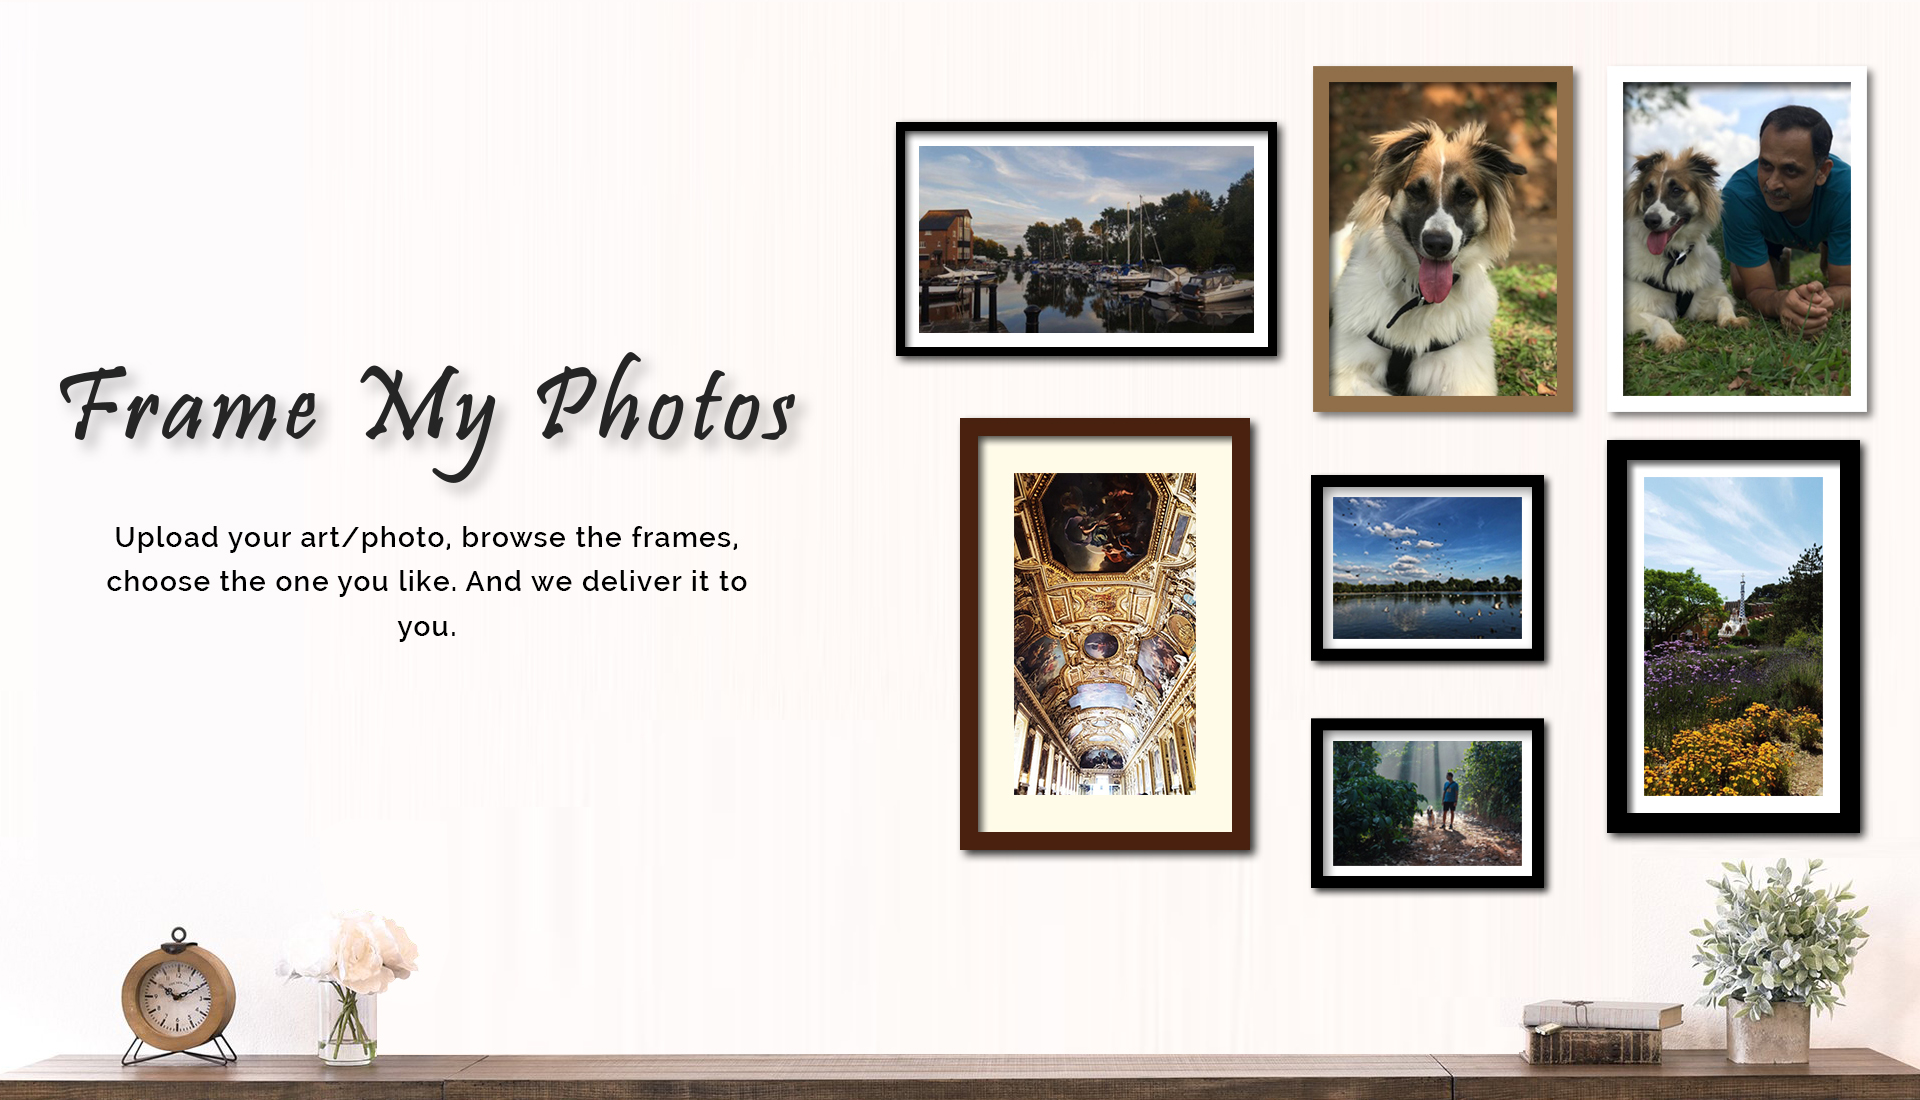 Frame My Photos
Upload your art/photo, browse the frames,
choose the one you like. And we deliver it to
you.